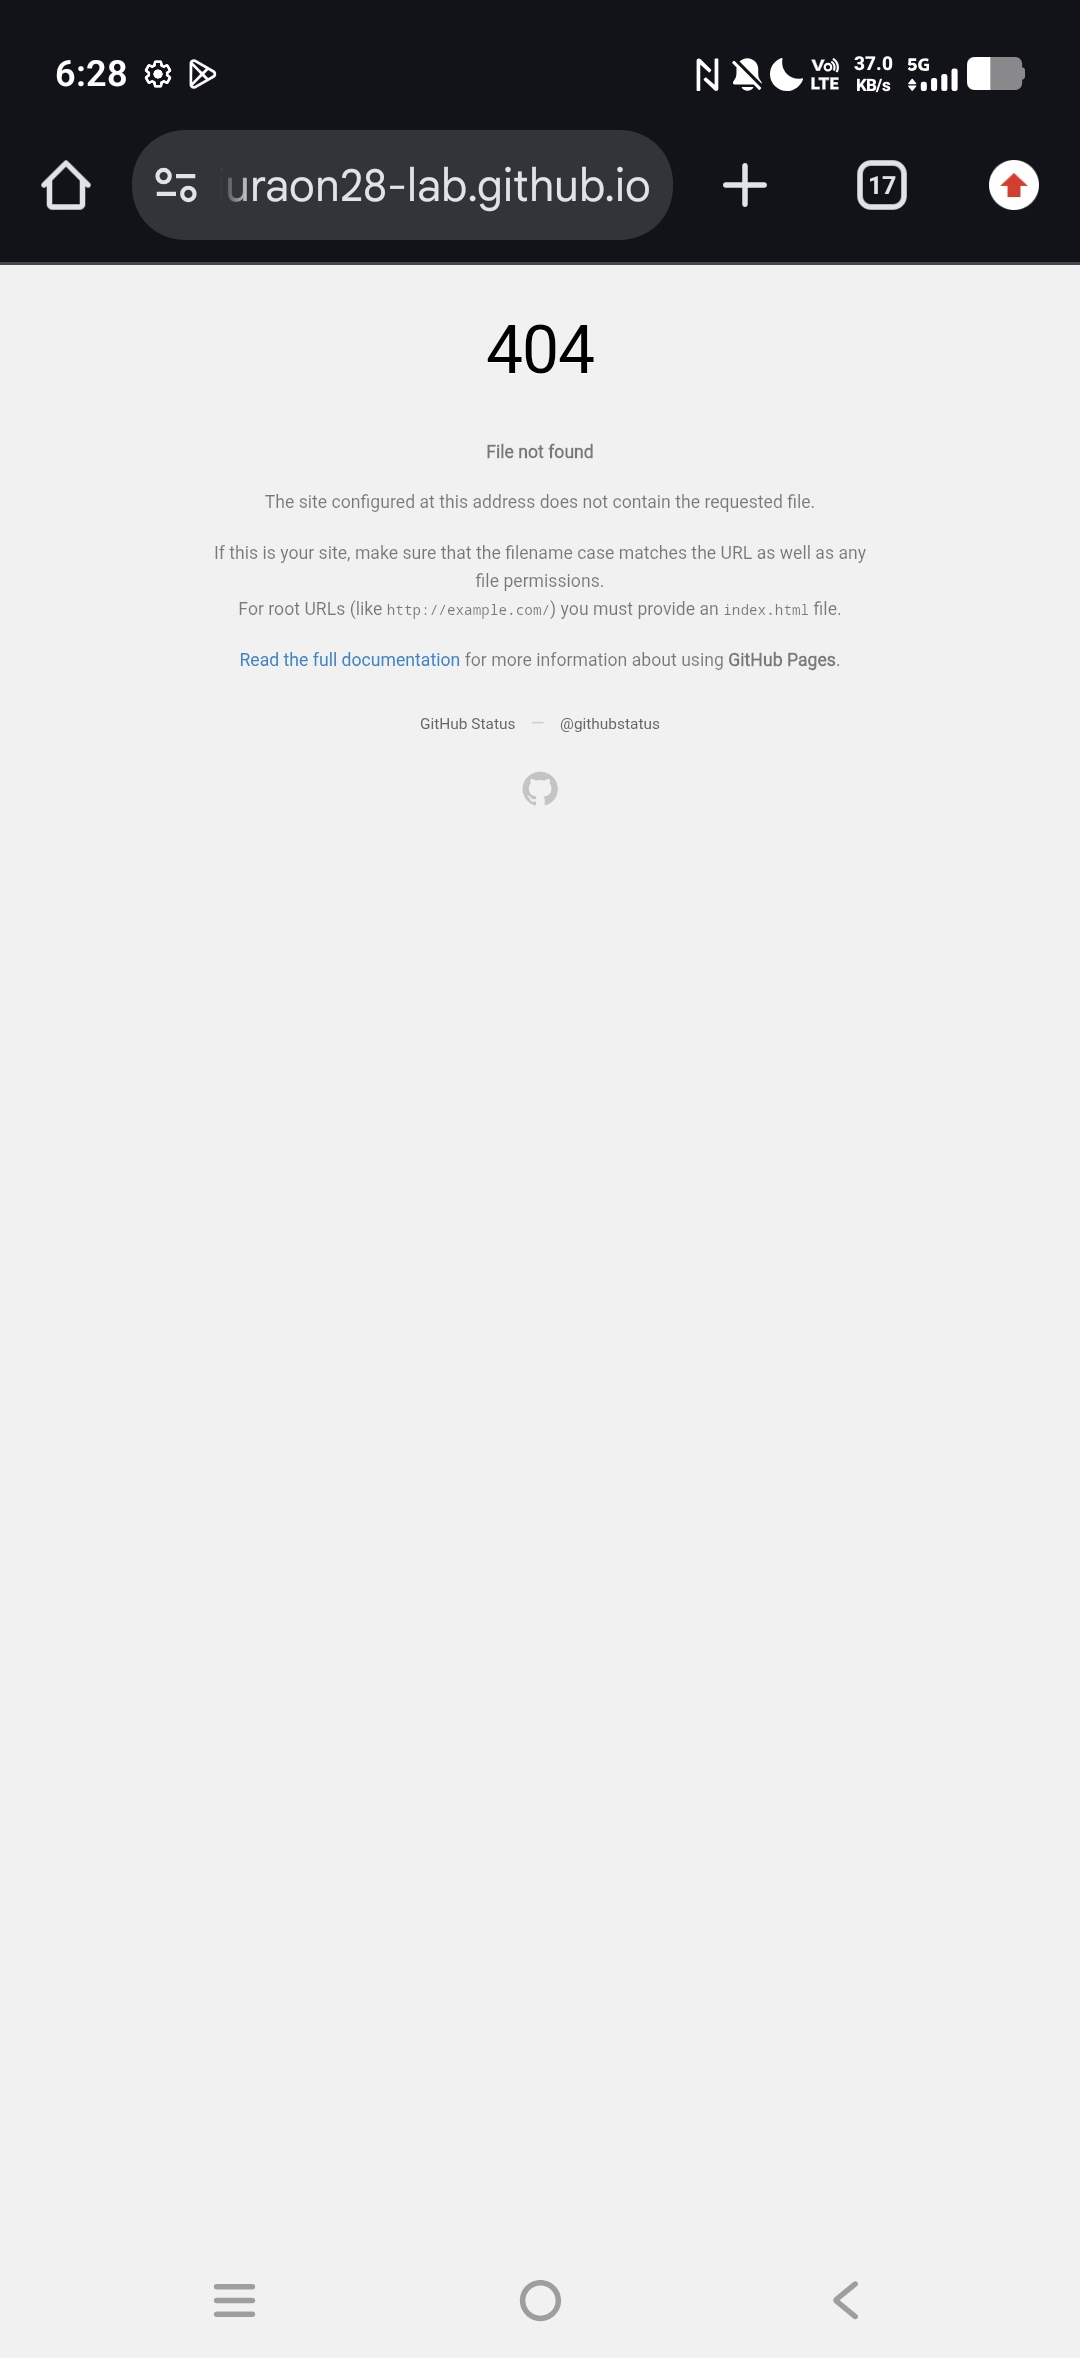 6:28
Vo LTE
37.0 KB/s
5G
uraon28-lab.github.io
17
404
File not found
The site configured at this address does not contain the requested file.
If this is your site, make sure that the filename case matches the URL as well as any
file permissions.
For root URLs (like http://example.com/) you must provide an index.html file.
Read the full documentation for more information about using GitHub Pages.
GitHub Status — @githubstatus